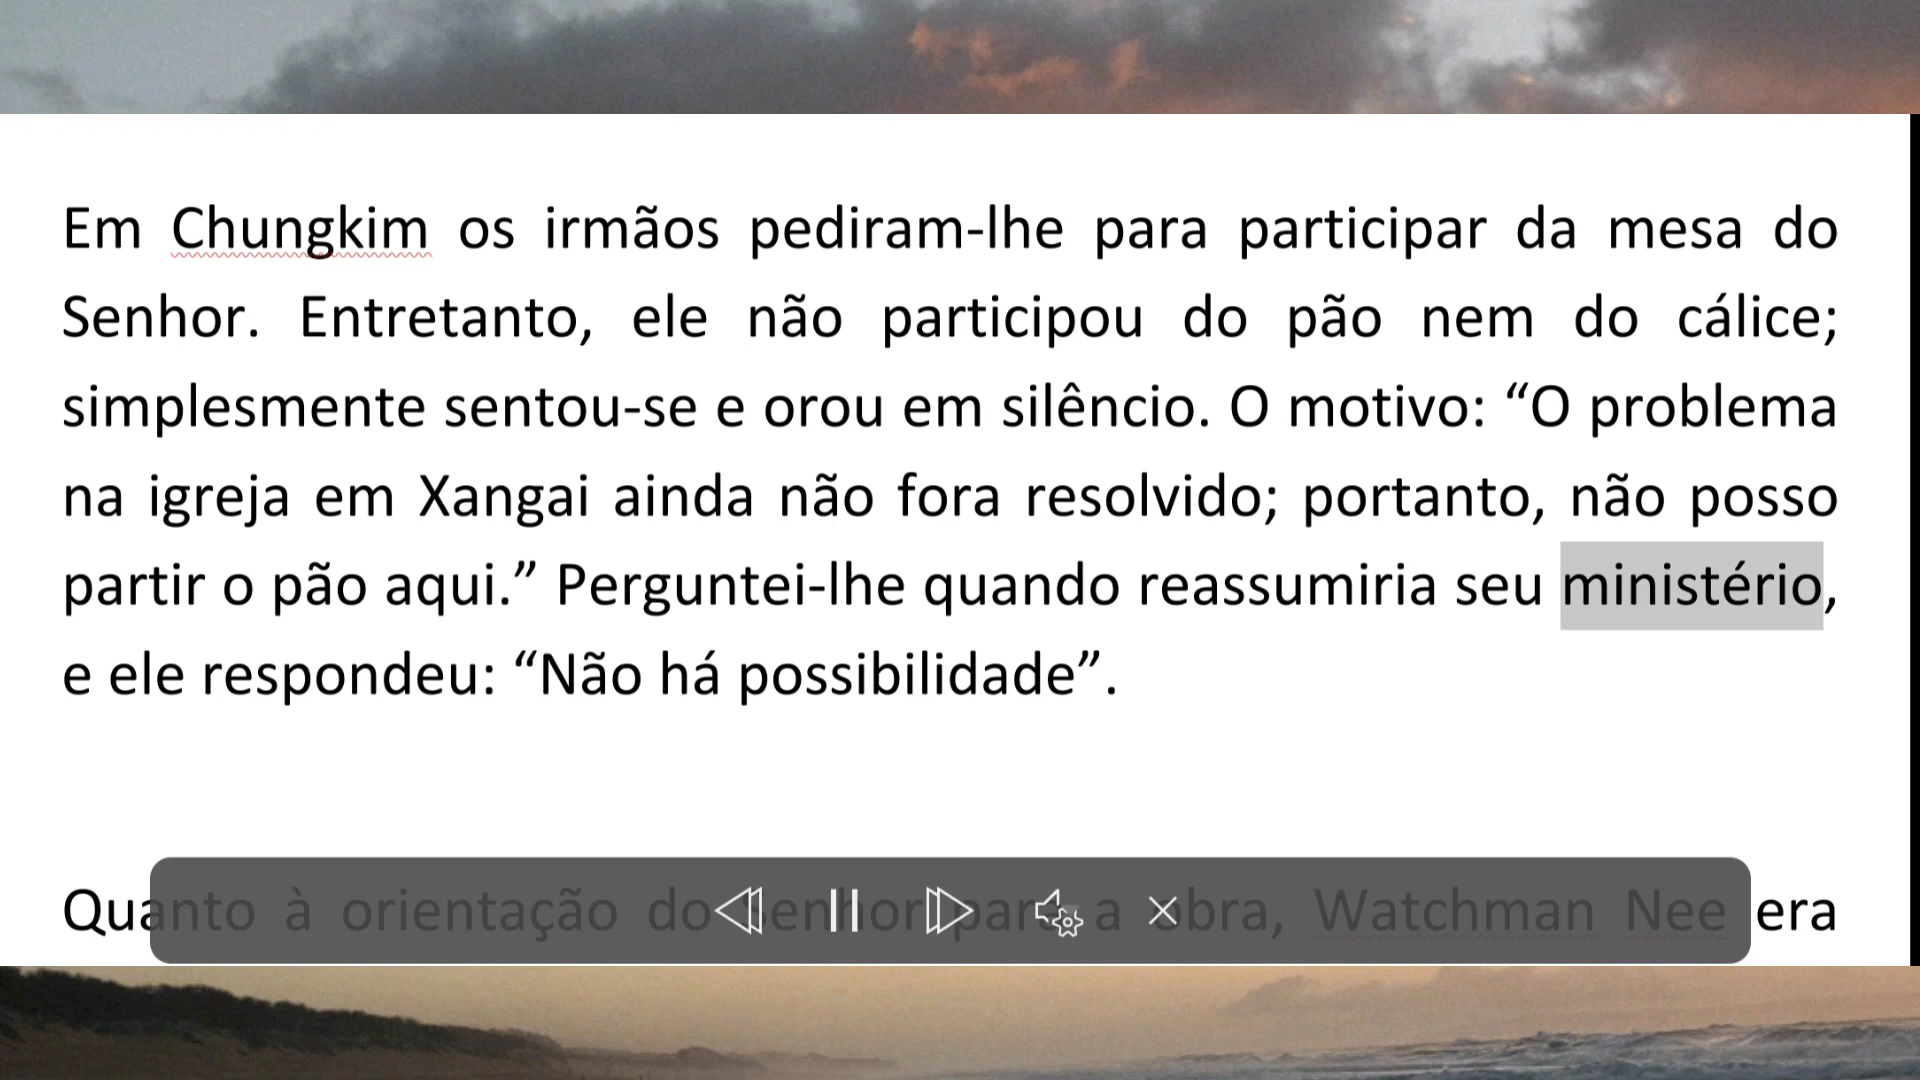 Em Chungkim os irmãos pediram-lhe para participar da mesa do
Senhor. Entretanto, ele não participou do pão nem do cálice;
simplesmente sentou-se e orou em silêncio. O motivo: “O problema
na igreja em Xangai ainda não fora resolvido; portanto, não posso
partir o pão aqui.” Perguntei-lhe quando reassumiria seu ministério,
e ele respondeu: “Não há possibilidade”.
Quanto à orientação do Senhor para a obra, Watchman Nee era